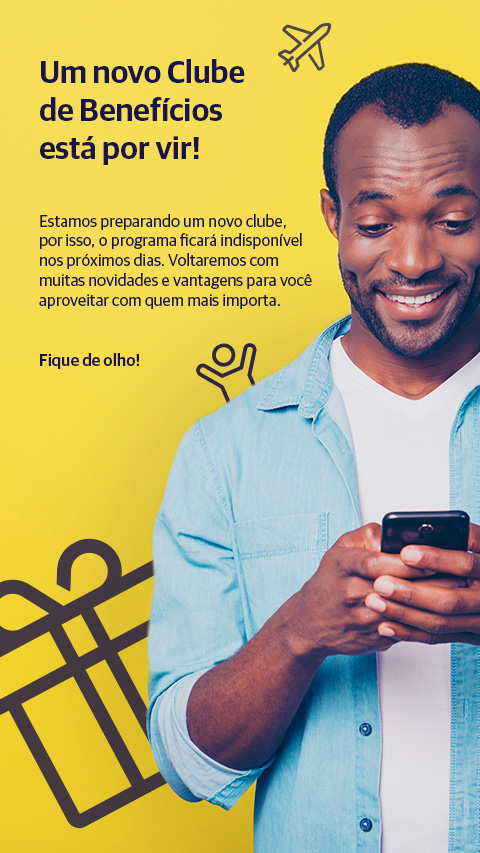 Um novo Clube
de Benefícios
está por vir!
Estamos preparando um novo clube,
por isso, o programa ficará indisponível
nos próximos dias. Voltaremos com
muitas novidades e vantagens para você
aproveitar com quem mais importa.
Fique de olho!